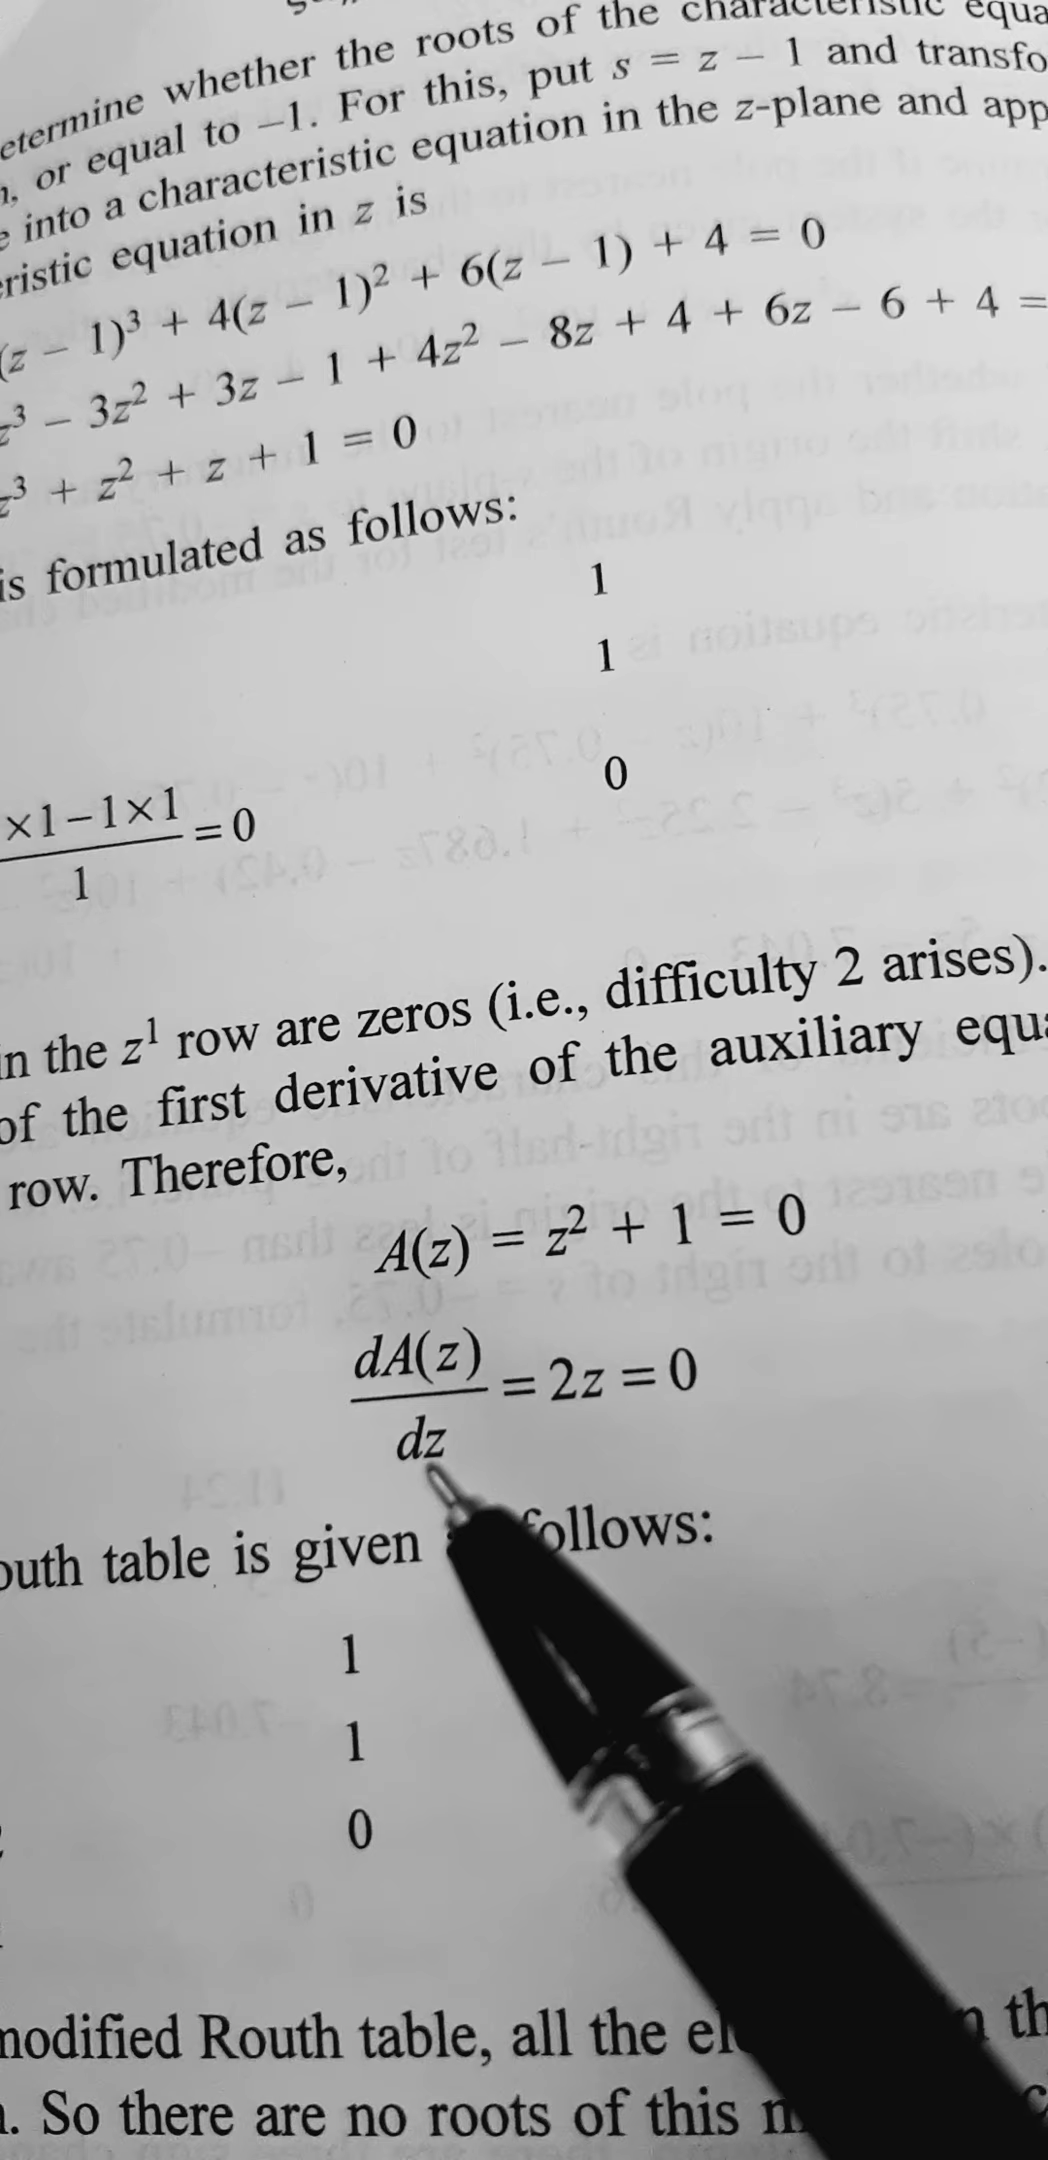 etermine whether the roots of the characteristic equa
, or equal to −1. For this, put s = z − 1 and transfo
into a characteristic equation in the z-plane and app
ristic equation in z is
(z − 1)³ + 4(z − 1)² + 6(z − 1) + 4 = 0
z³ − 3z² + 3z − 1 + 4z² − 8z + 4 + 6z − 6 + 4 =
z³ + z² + z + 1 = 0
is formulated as follows:
1
1
0
×1−1×1
=0
1
in the z¹ row are zeros (i.e., difficulty 2 arises).
of the first derivative of the auxiliary equa
row. Therefore,
A(z) = z² + 1 = 0
dA(z)
= 2z = 0
dz
outh table is given follows:
1
1
0
modified Routh table, all the el th
. So there are no roots of this m